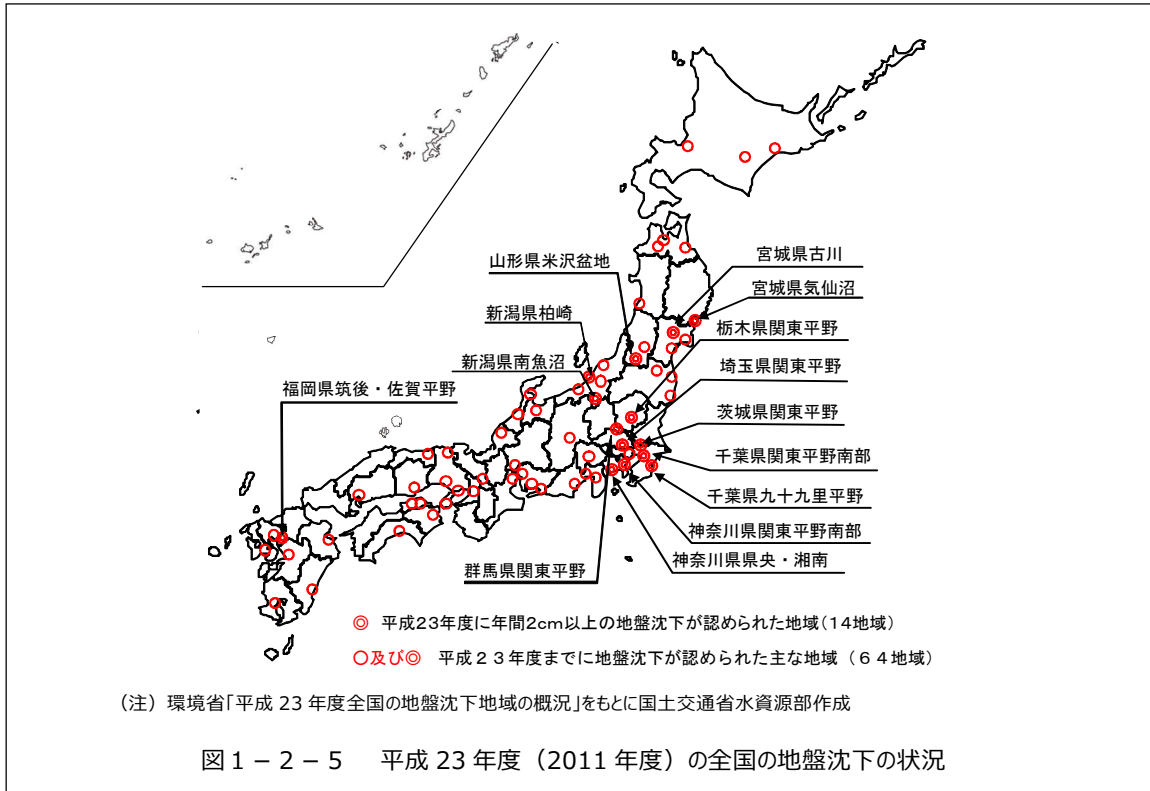 宮城県古川
山形県米沢盆地
宮城県気仙沼
新潟県柏崎
栃木県関東平野
新潟県南魚沼
埼玉県関東平野
福岡県筑後・佐賀平野
茨城県関東平野
千葉県関東平野南部
千葉県九十九里平野
神奈川県関東平野南部
神奈川県県央・湘南
群馬県関東平野
◎ 平成23年度に年間2cm以上の地盤沈下が認められた地域(14地域)
○及び◎ 平成23年度までに地盤沈下が認められた主な地域 (64地域)
(注) 環境省「平成 23 年度全国の地盤沈下地域の概況」をもとに国土交通省水資源部作成
図1-2-5 平成 23 年度 (2011 年度) の全国の地盤沈下の状況